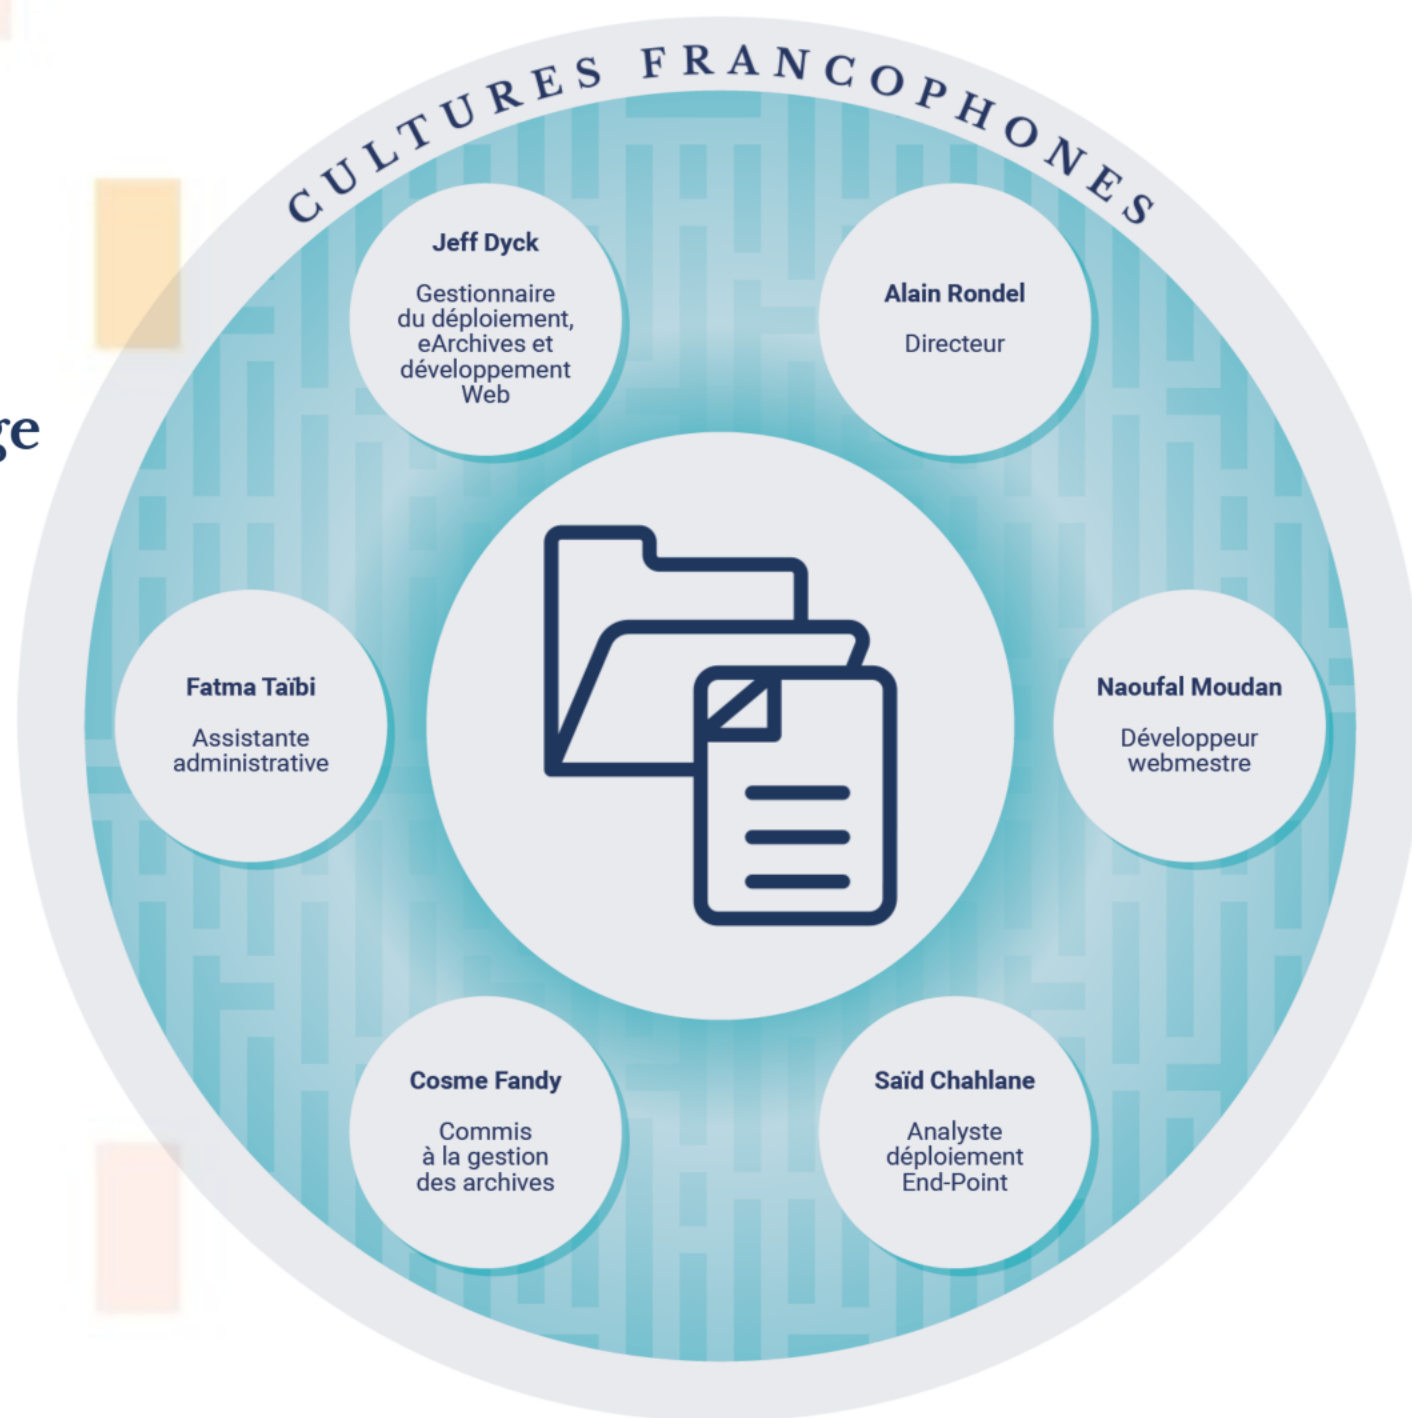 CULTURES FRANCOPHONES
Jeff Dyck
Gestionnaire
du déploiement,
eArchives et
développement
Web
Alain Rondel
Directeur
ge
Fatma Taïbi
Assistante
administrative
Naoufal Moudan
Développeur
webmestre
Cosme Fandy
Commis
à la gestion
des archives
Saïd Chahlane
Analyste
déploiement
End-Point